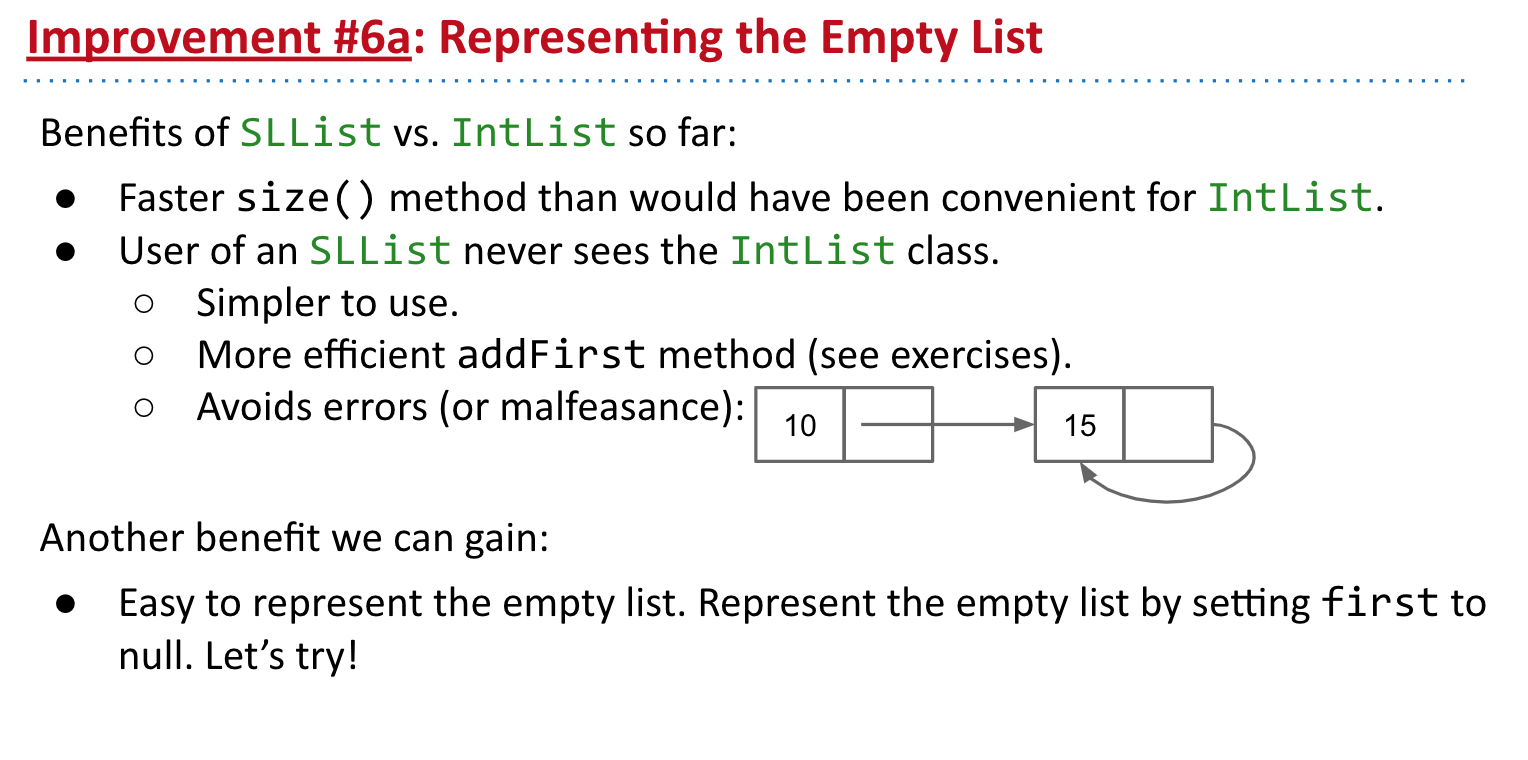 Improvement #6a: Representing the Empty List
Benefits of SLList vs. IntList so far:
● Faster size() method than would have been convenient for IntList.
● User of an SLList never sees the IntList class.
○ Simpler to use.
○ More efficient addFirst method (see exercises).
○ Avoids errors (or malfeasance):
10
15
Another benefit we can gain:
● Easy to represent the empty list. Represent the empty list by setting first to
null. Let’s try!